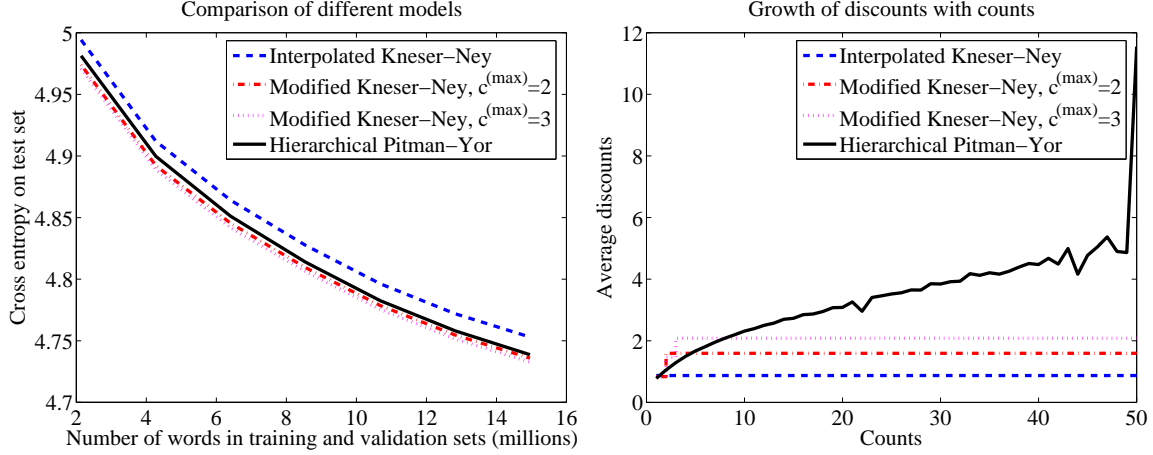 Comparison of different models
5
4.95
4.9
4.85
4.8
4.75
4.7
Cross entropy on test set
Interpolated Kneser−Ney
Modified Kneser−Ney, c^(max)=2
Modified Kneser−Ney, c^(max)=3
Hierarchical Pitman−Yor
2 4 6 8 10 12 14 16
Number of words in training and validation sets (millions)
Growth of discounts with counts
12
10
8
6
4
2
0
Average discounts
Interpolated Kneser−Ney
Modified Kneser−Ney, c^(max)=2
Modified Kneser−Ney, c^(max)=3
Hierarchical Pitman−Yor
0 10 20 30 40 50
Counts